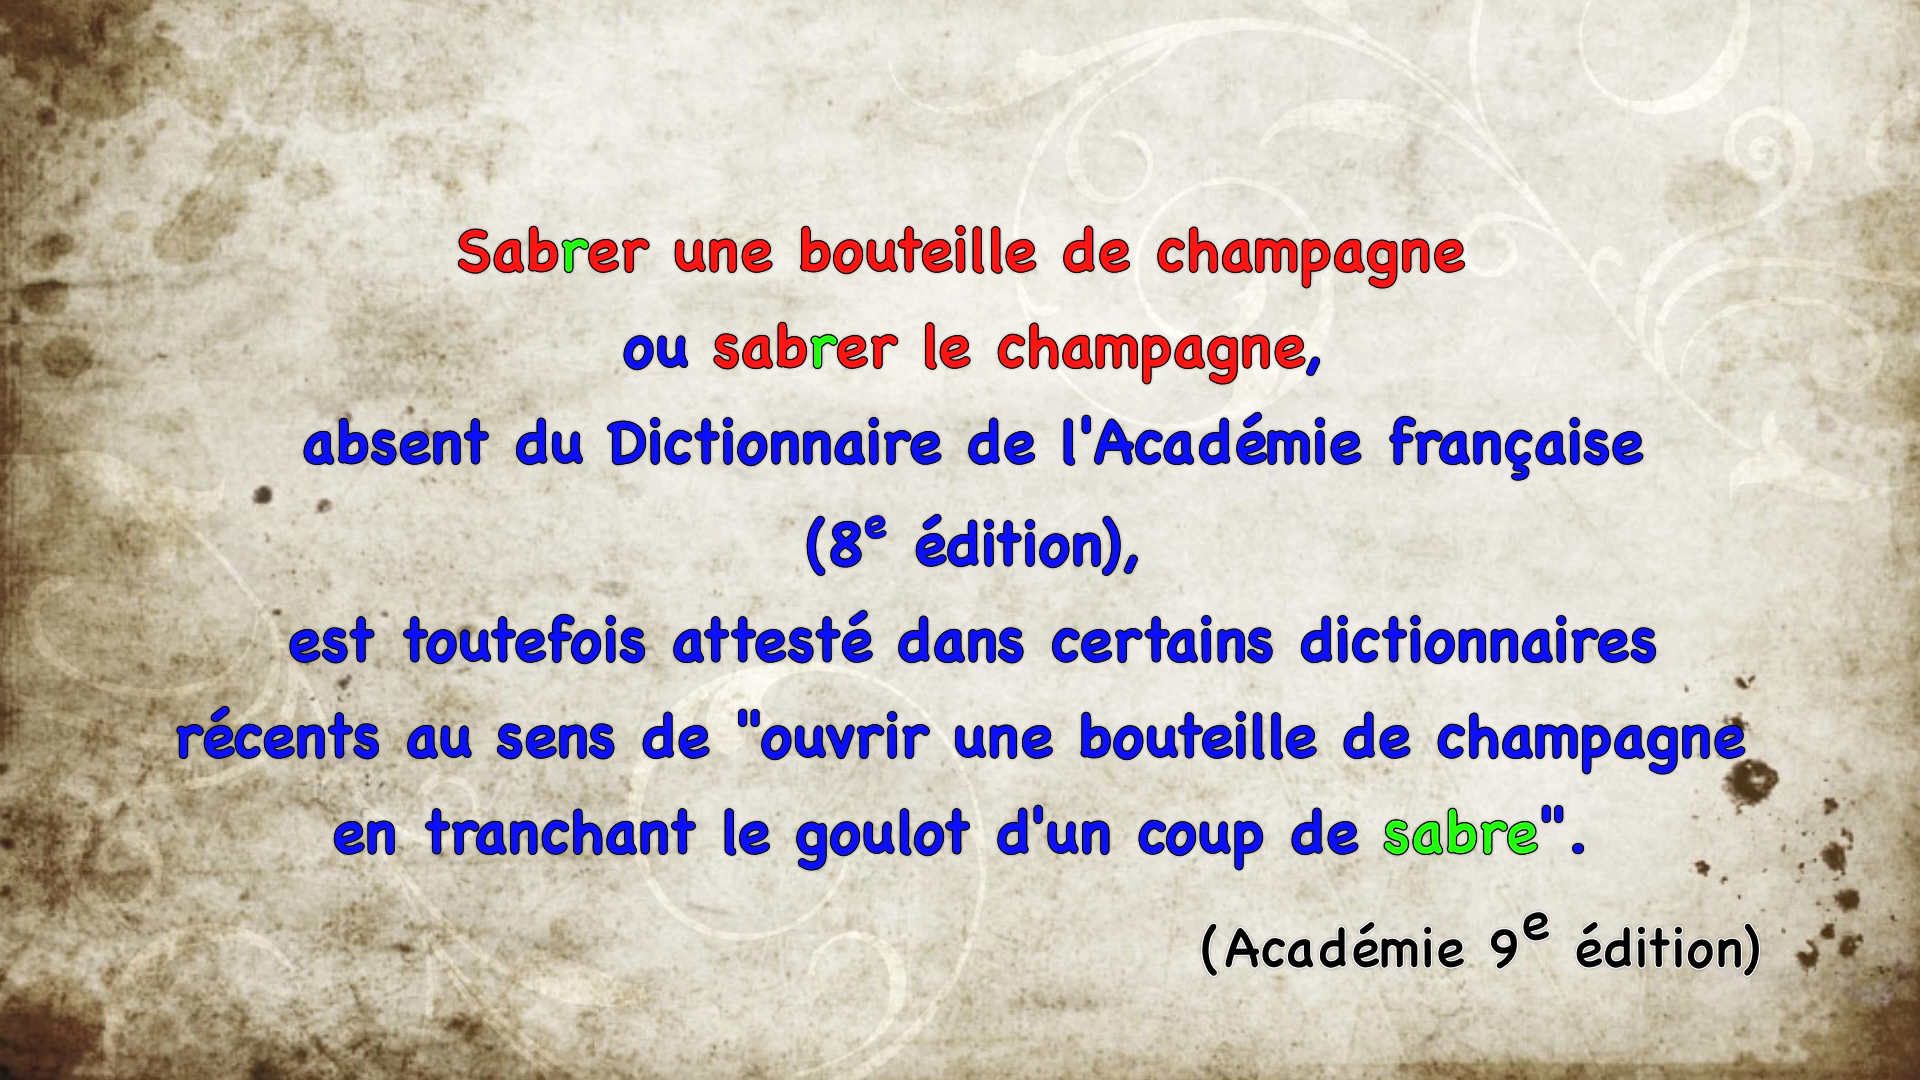 Sabrer une bouteille de champagne
ou sabrer le champagne,
absent du Dictionnaire de l'Académie française
(8e édition),
est toutefois attesté dans certains dictionnaires
récents au sens de "ouvrir une bouteille de champagne
en tranchant le goulot d'un coup de sabre".
(Académie 9e édition)